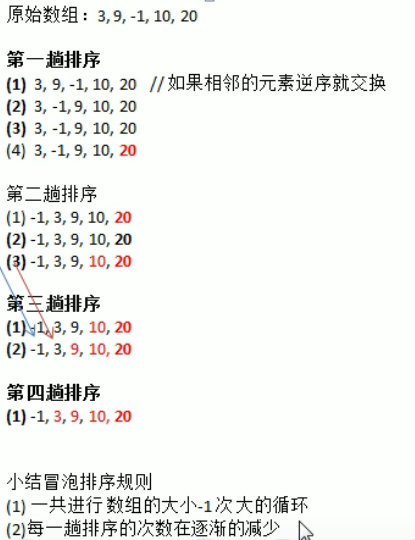 原始数组：3, 9, -1, 10, 20
第一趟排序
(1) 3, 9, -1, 10, 20 // 如果相邻的元素逆序就交换
(2) 3, -1, 9, 10, 20
(3) 3, -1, 9, 10, 20
(4) 3, -1, 9, 10, 20
第二趟排序
(1) -1, 3, 9, 10, 20
(2) -1, 3, 9, 10, 20
(3) -1, 3, 9, 10, 20
第三趟排序
(1) -1, 3, 9, 10, 20
(2) -1, 3, 9, 10, 20
第四趟排序
(1) -1, 3, 9, 10, 20
小结冒泡排序规则
(1) 一共进行 数组的大小-1 次 大的循环
(2)每一趟排序的次数在逐渐的减少